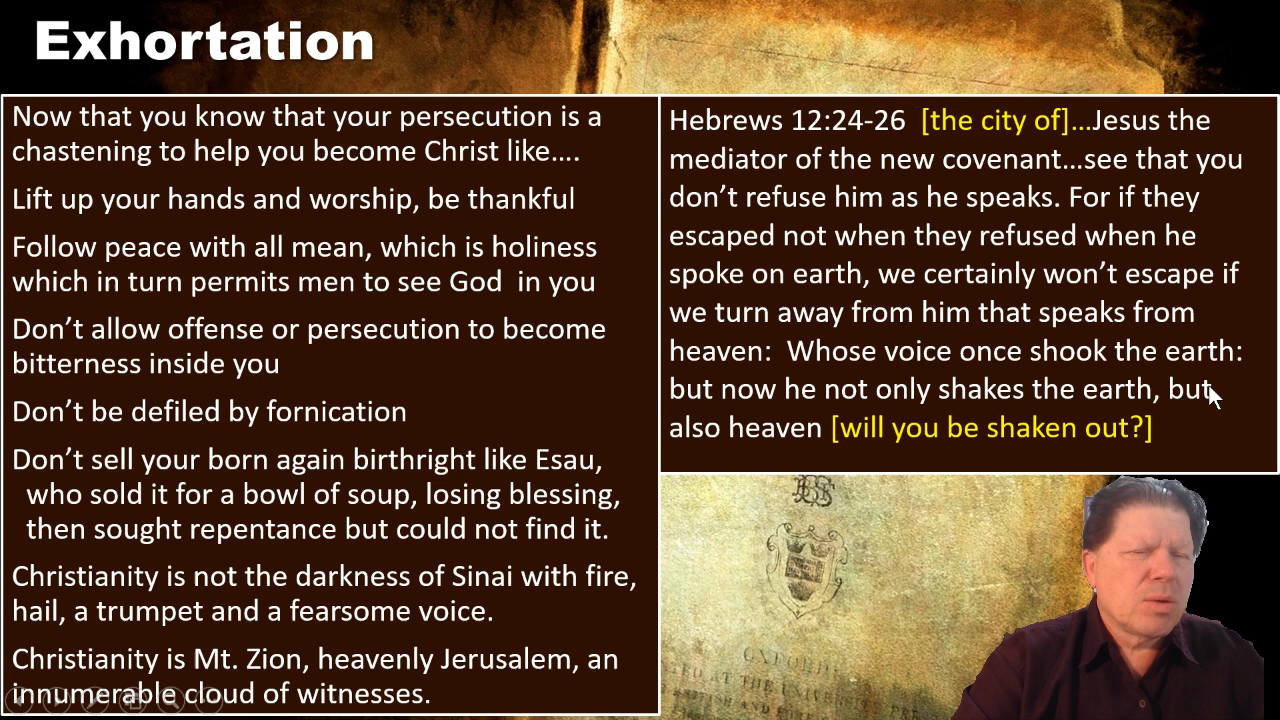 Exhortation
Now that you know that your persecution is a
chastening to help you become Christ like….
Lift up your hands and worship, be thankful
Follow peace with all mean, which is holiness
which in turn permits men to see God  in you
Don’t allow offense or persecution to become
bitterness inside you
Don’t be defiled by fornication
Don’t sell your born again birthright like Esau,
who sold it for a bowl of soup, losing blessing,
then sought repentance but could not find it.
Christianity is not the darkness of Sinai with fire,
hail, a trumpet and a fearsome voice.
Christianity is Mt. Zion, heavenly Jerusalem, an
innumerable cloud of witnesses.
Hebrews 12:24-26  [the city of]…Jesus the
mediator of the new covenant…see that you
don’t refuse him as he speaks. For if they
escaped not when they refused when he
spoke on earth, we certainly won’t escape if
we turn away from him that speaks from
heaven:  Whose voice once shook the earth:
but now he not only shakes the earth, but
also heaven [will you be shaken out?]
OXFORD:
AT THE